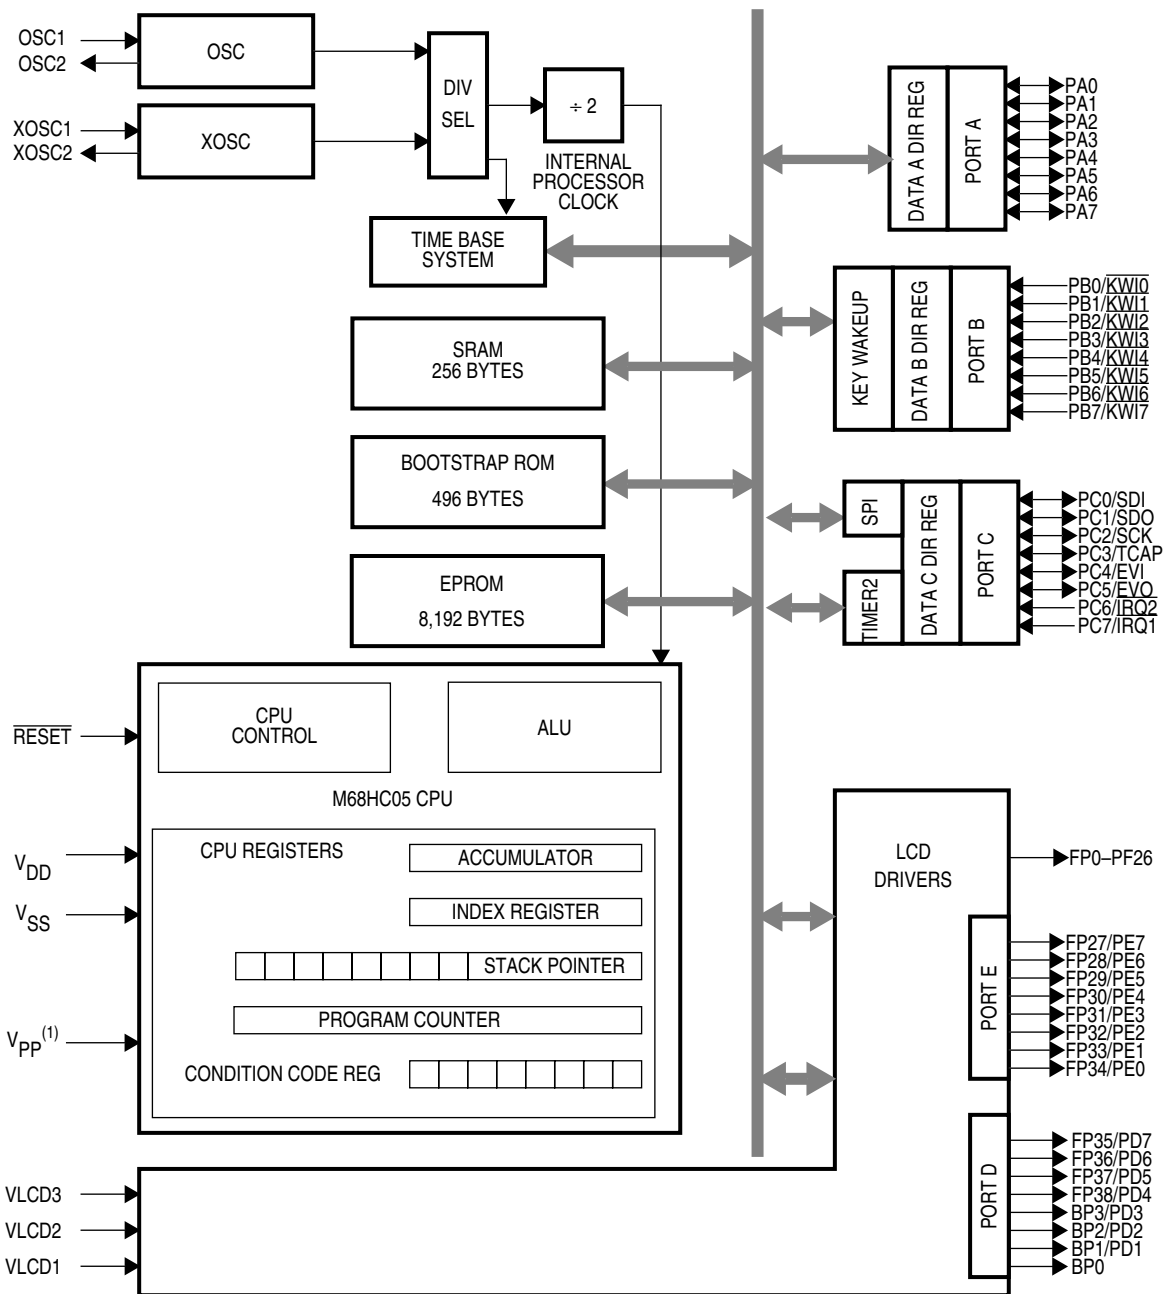 OSC1
OSC2
OSC
XOSC1
XOSC2
XOSC
DIV
SEL
÷ 2
INTERNAL
PROCESSOR
CLOCK
TIME BASE
SYSTEM
SRAM
256 BYTES
BOOTSTRAP ROM
496 BYTES
EPROM
8,192 BYTES
RESET
VDD
VSS
VPP(1)
CPU
CONTROL
ALU
M68HC05 CPU
CPU REGISTERS
ACCUMULATOR
INDEX REGISTER
STACK POINTER
PROGRAM COUNTER
CONDITION CODE REG
VLCD3
VLCD2
VLCD1
DATA A DIR REG
PORT A
PA0
PA1
PA2
PA3
PA4
PA5
PA6
PA7
KEY WAKEUP
DATA B DIR REG
PORT B
PB0/KWI0
PB1/KWI1
PB2/KWI2
PB3/KWI3
PB4/KWI4
PB5/KWI5
PB6/KWI6
PB7/KWI7
SPI
TIMER2
DATA C DIR REG
PORT C
PC0/SDI
PC1/SDO
PC2/SCK
PC3/TCAP
PC4/EVI
PC5/EVO
PC6/IRQ2
PC7/IRQ1
LCD
DRIVERS
FP0–PF26
PORT E
FP27/PE7
FP28/PE6
FP29/PE5
FP30/PE4
FP31/PE3
FP32/PE2
FP33/PE1
FP34/PE0
PORT D
FP35/PD7
FP36/PD6
FP37/PD5
FP38/PD4
BP3/PD3
BP2/PD2
BP1/PD1
BP0